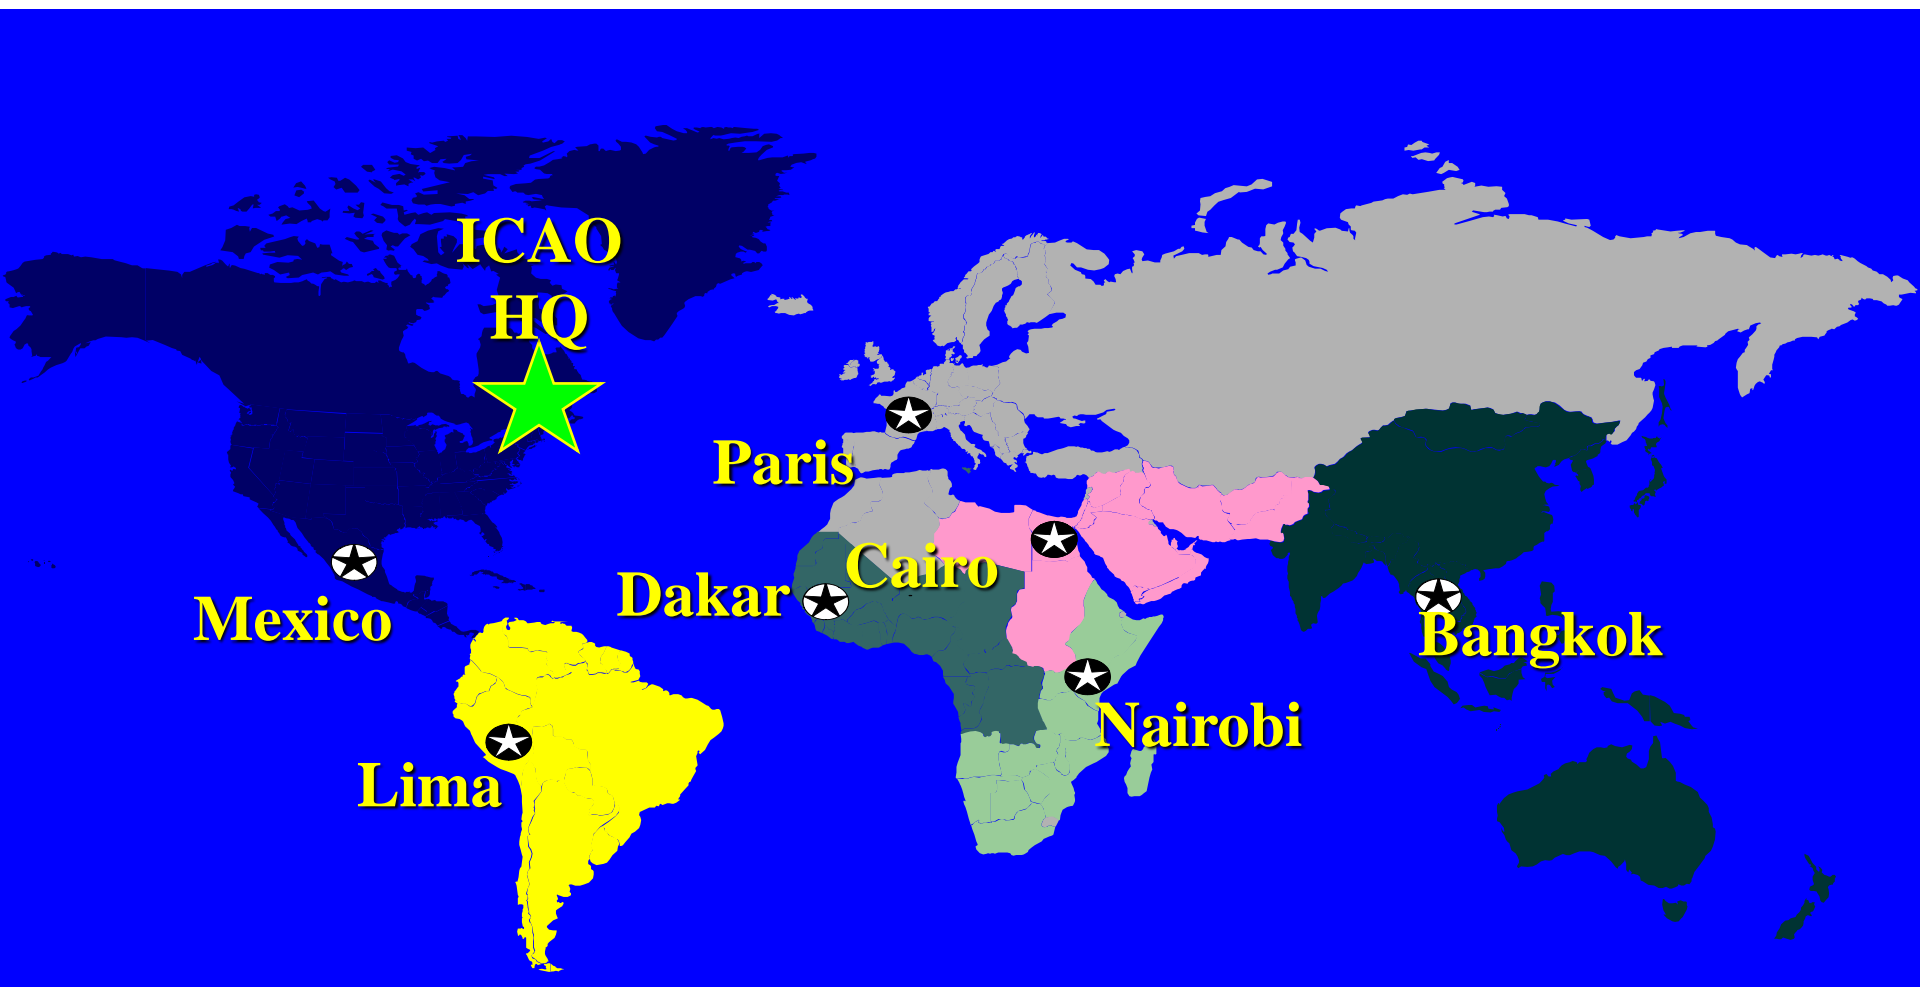 ICAO
HQ
Paris
Cairo
Dakar
Mexico
Bangkok
Nairobi
Lima